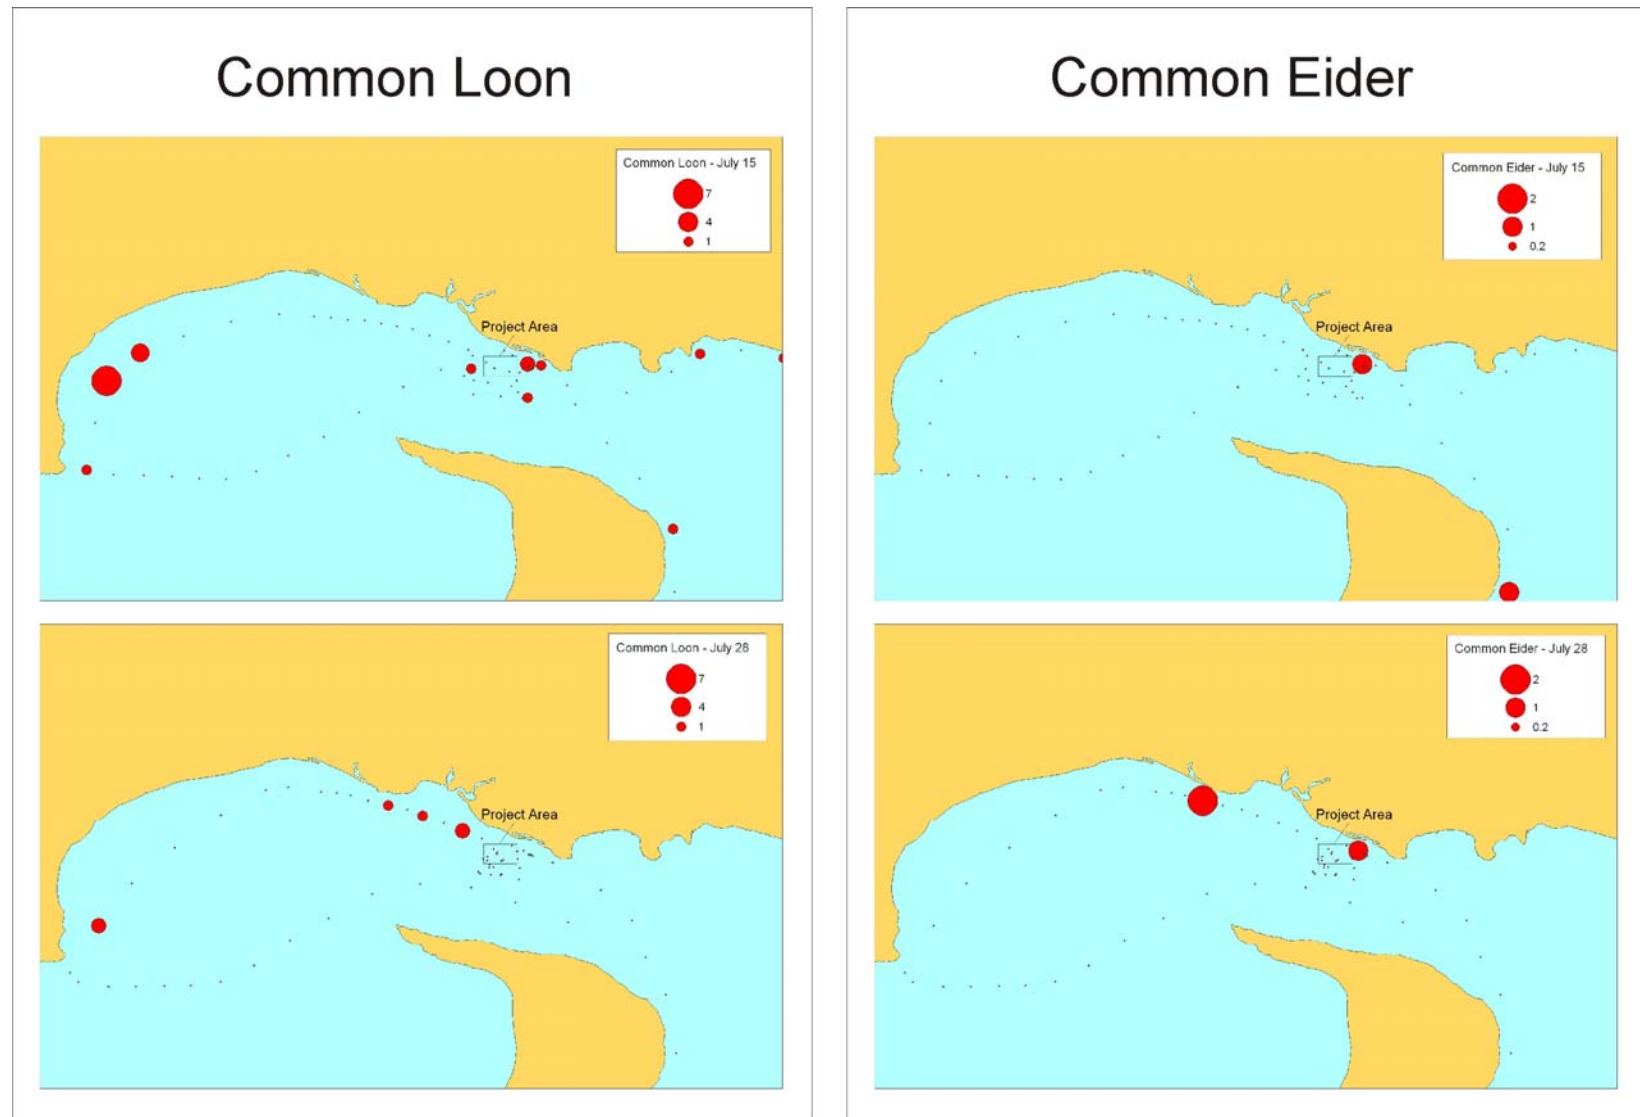 Common Loon
Common Loon - July 15
7
4
1
Project Area
Common Loon - July 28
7
4
1
Project Area
Common Eider
Common Eider - July 15
2
1
0.2
Project Area
Common Eider - July 28
2
1
0.2
Project Area